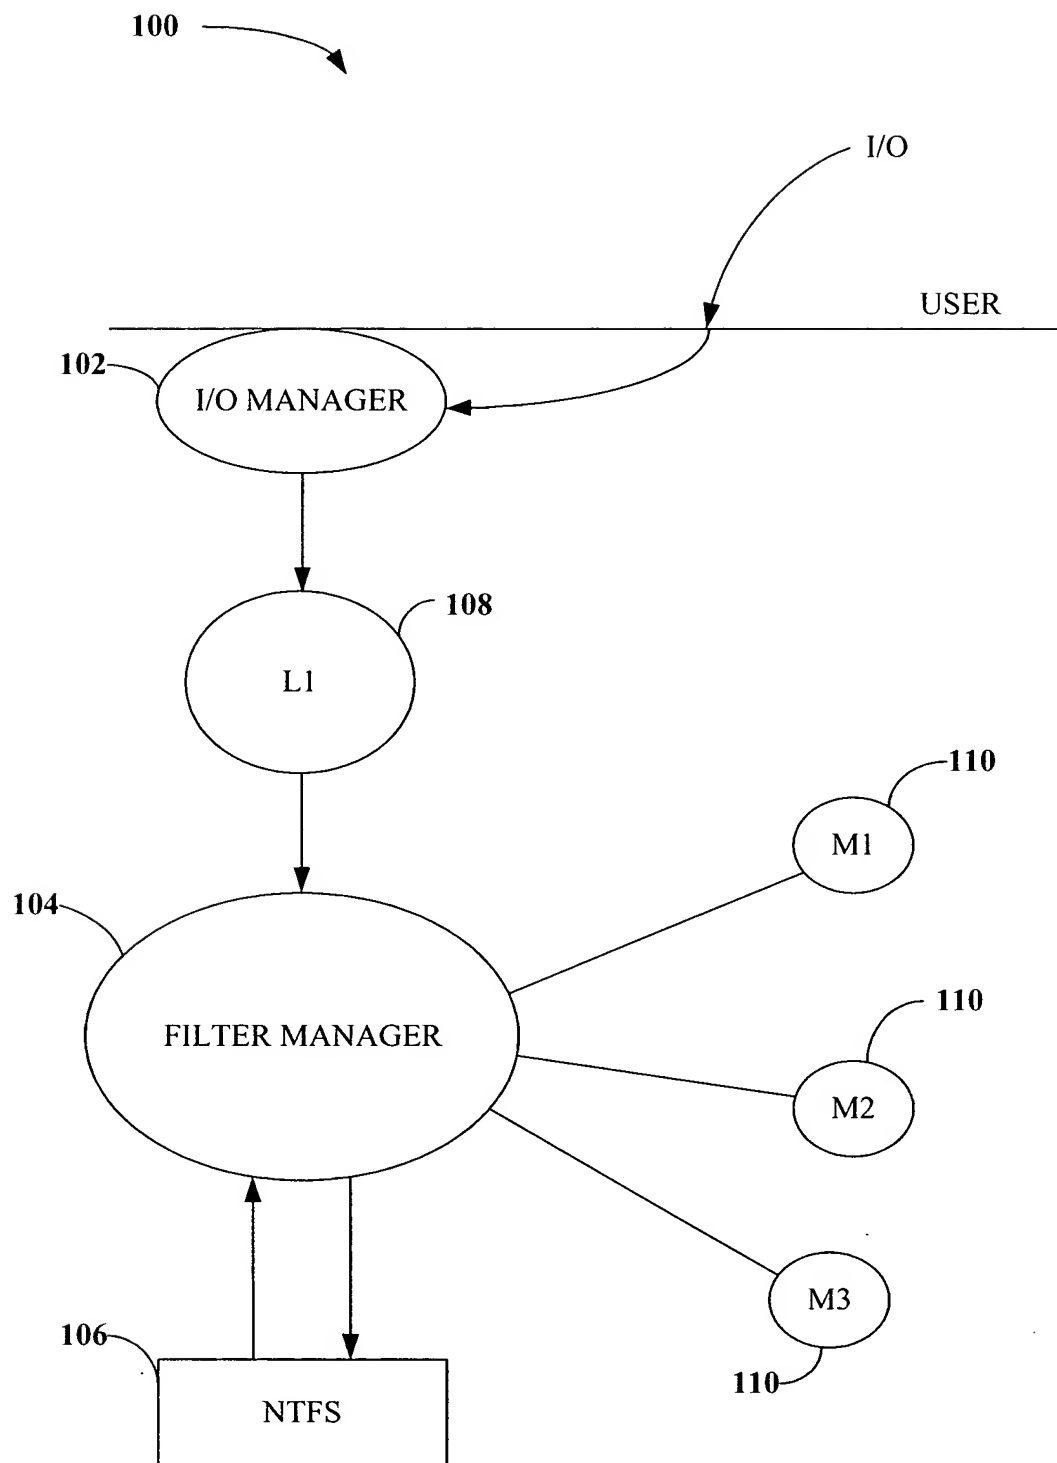 100
I/O
USER
102
I/O MANAGER
108
L1
110
M1
104
110
FILTER MANAGER
M2
M3
106
110
NTFS